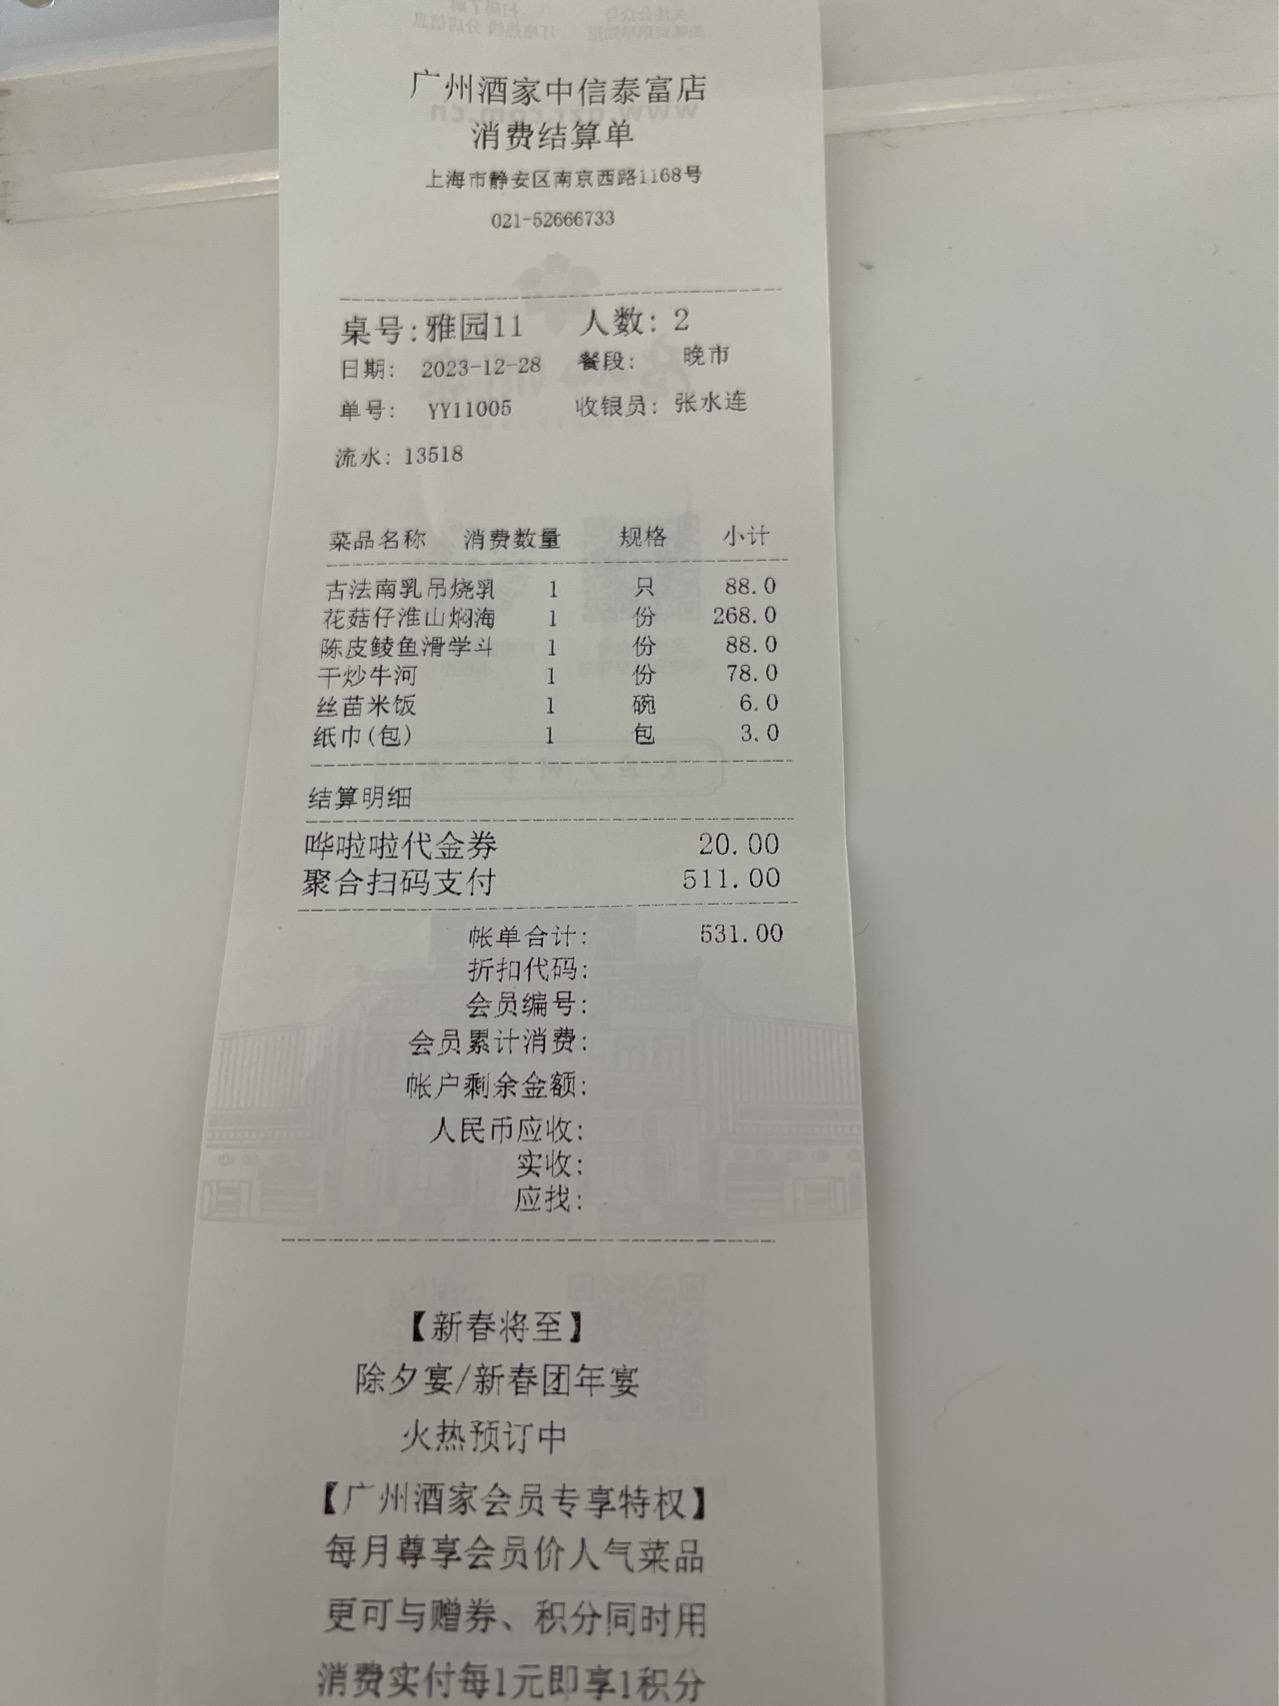 广州酒家中信泰富店
消费结算单
上海市静安区南京西路1168号
021-52666733
桌号:雅园11 人数: 2
日期: 2023-12-28 餐段: 晚市
单号: YY11005 收银员: 张水连
流水: 13518
菜品名称 消费数量 规格 小计
古法南乳吊烧乳 1 只 88.0
花菇仔淮山焖海 1 份 268.0
陈皮鲮鱼滑学斗 1 份 88.0
干炒牛河 1 份 78.0
丝苗米饭 1 碗 6.0
纸巾(包) 1 包 3.0
结算明细
哗啦啦代金券 20.00
聚合扫码支付 511.00
帐单合计: 531.00
折扣代码:
会员编号:
会员累计消费:
帐户剩余金额:
人民币应收:
实收:
应找:
【新春将至】
除夕宴/新春团年宴
火热预订中
【广州酒家会员专享特权】
每月尊享会员价人气菜品
更可与赠券、积分同时用
消费实付每1元即享1积分